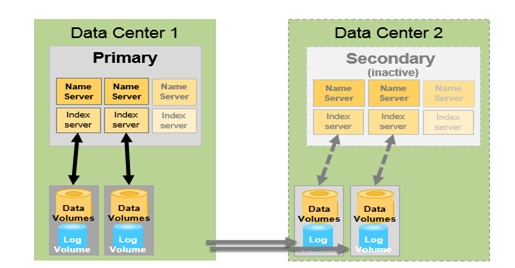 Data Center 1
Primary
Name Server
Name Server
Name Server
Index server
Index server
Index server
Data Volumes
Log Volume
Data Volumes
Log Volume
Data Center 2
Secondary
(inactive)
Name Server
Name Server
Name Server
Index server
Index server
Index server
Data Volumes
Log
Data Volumes
Log Volume